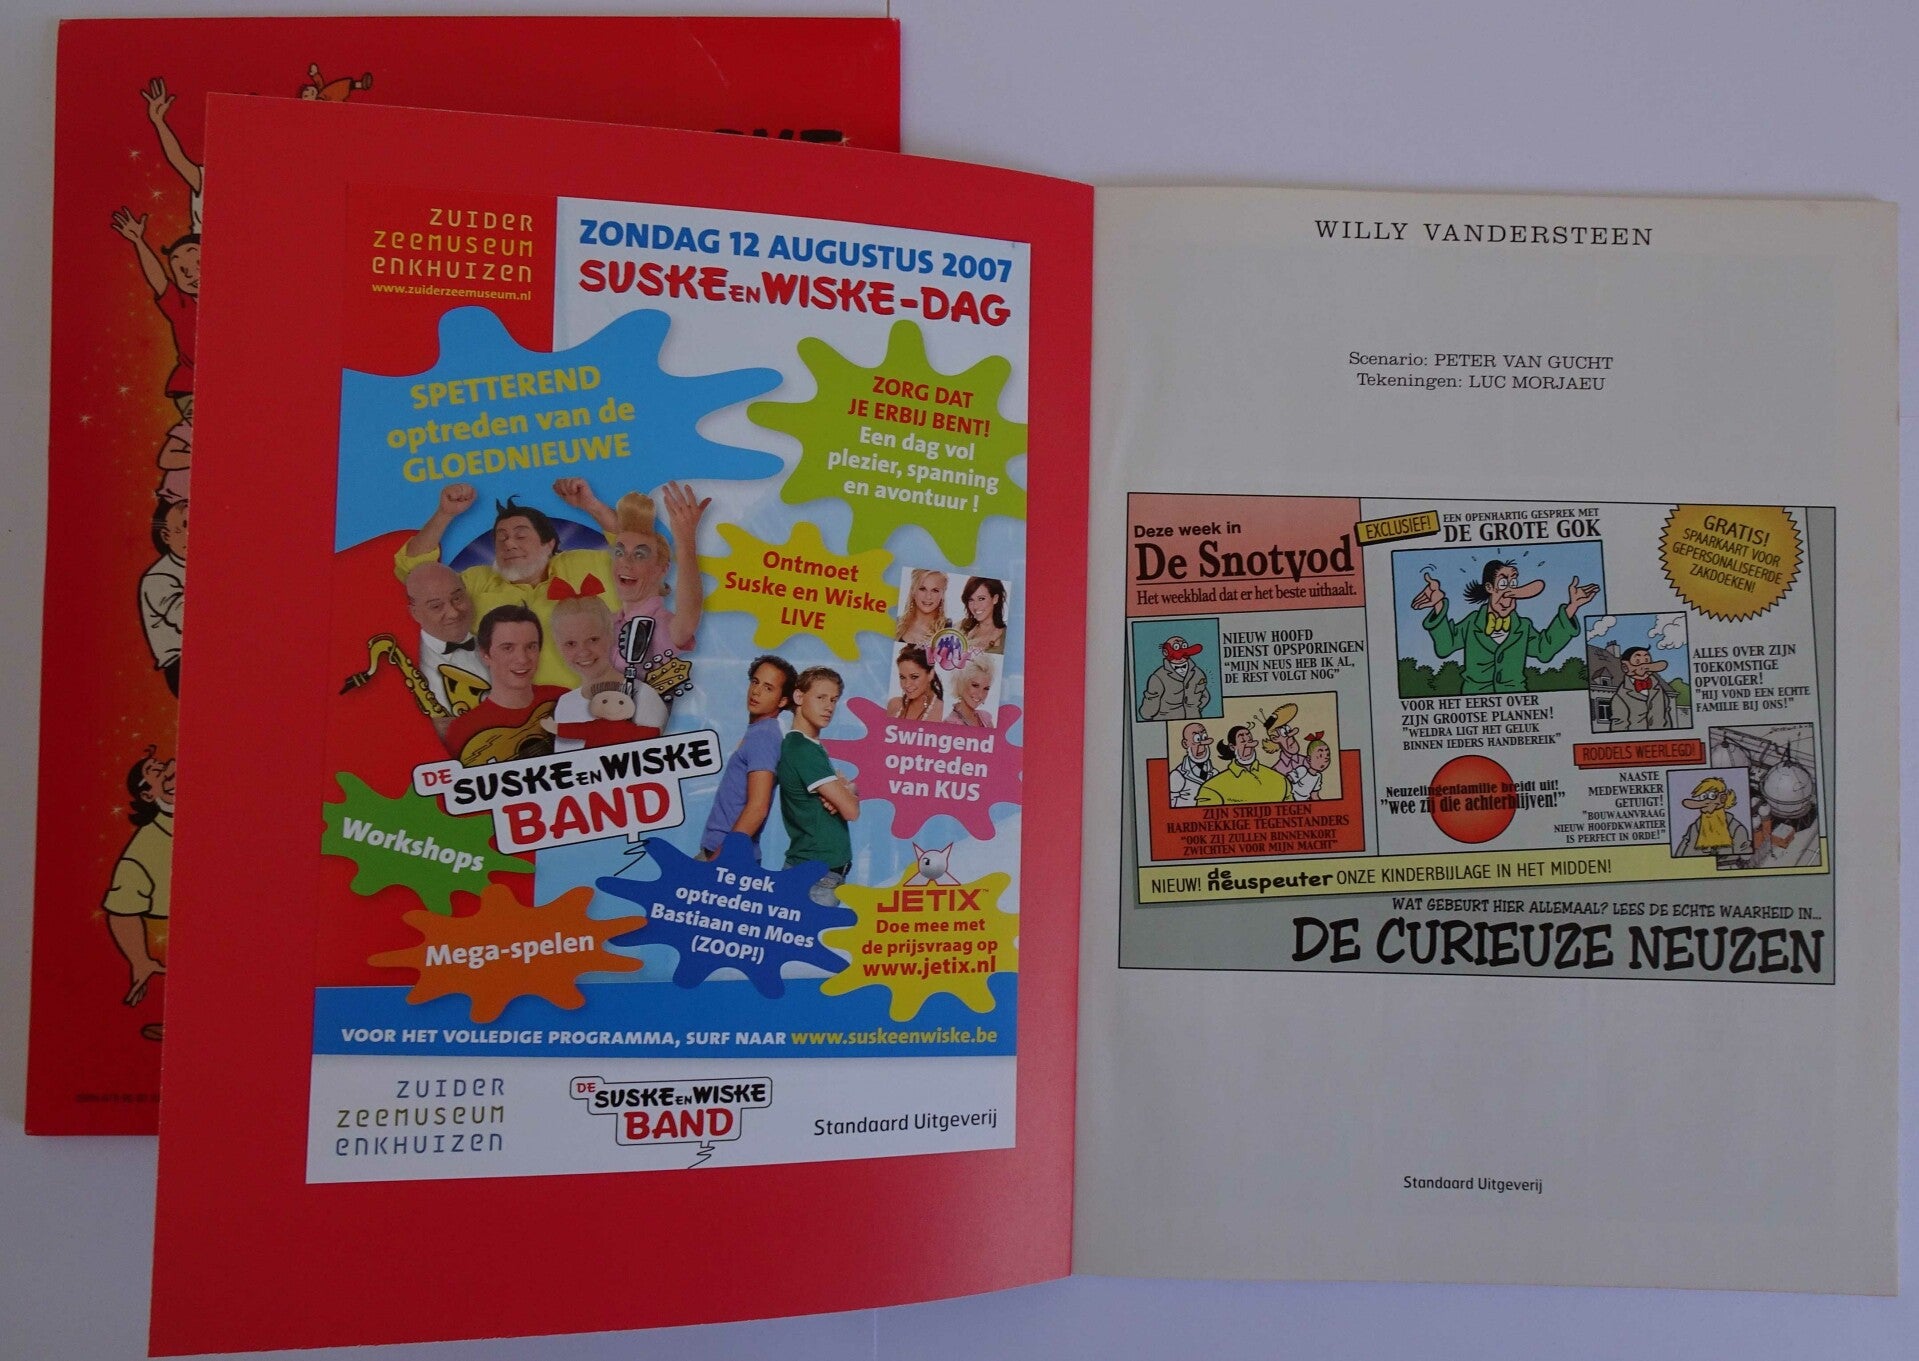 ZUIDER
ZEEMUSEUM
ENKHUIZEN
www.zuiderzeemuseum.nl
ZONDAG 12 AUGUSTUS 2007
SUSKE EN WISKE-DAG
SPETTEREND
optreden van de
GLOEDNIEUWE
ZORG DAT
JE ERBIJ BENT!
Een dag vol
plezier, spanning
en avontuur !
Ontmoet
Suske en Wiske
LIVE
Swingend
optreden
van KUS
DE
SUSKE EN WISKE
BAND
Workshops
Mega-spelen
Te gek
optreden van
Bastiaan en Moes
(ZOOP!)
JETIX™
Doe mee met
de prijsvraag op
www.jetix.nl
VOOR HET VOLLEDIGE PROGRAMMA, SURF NAAR www.suskeenwiske.be
ZUIDER
ZEEMUSEUM
ENKHUIZEN
DE
SUSKE EN WISKE
BAND
Standaard Uitgeverij
WILLY VANDERSTEEN
Scenario: PETER VAN GUCHT
Tekeningen: LUC MORJAEU
Deze week in
De Snotvod
Het weekblad dat er het beste uithaalt.
EXCLUSIEF!
EEN OPENHARTIG GESPREK MET
DE GROTE GOK
GRATIS!
SPAARKAART VOOR
GEPERSONALISEERDE
ZAKDOEKEN!
NIEUW HOOFD
DIENST OPSPORINGEN
"MIJN NEUS HEB IK AL,
DE REST VOLGT NOG"
ALLES OVER ZIJN
TOEKOMSTIGE
OPVOLGER!
"HIJ VOND EEN ECHTE
FAMILIE BIJ ONS!"
VOOR HET EERST OVER
ZIJN GROOTSE PLANNEN!
"WELDRA LIGT HET GELUK
BINNEN IEDERS HANDBEREIK"
RODDELS WEERLEGD!
Neuzelingenfamilie breidt uit!
"wee zij die achterblijven!"
NAASTE
MEDEWERKER
GETUIGT!
"BOUWAANVRAAG
NIEUW HOOFDKWARTIER
IS PERFECT IN ORDE!"
ZIJN STRIJD TEGEN
HARDNEKKIGE TEGENSTANDERS
"OOK ZIJ ZULLEN BINNENKORT
ZWICHTEN VOOR MIJN MACHT"
NIEUW! de neuspeuter ONZE KINDERBIJLAGE IN HET MIDDEN!
WAT GEBEURT HIER ALLEMAAL? LEES DE ECHTE WAARHEID IN...
DE CURIEUZE NEUZEN
Standaard Uitgeverij